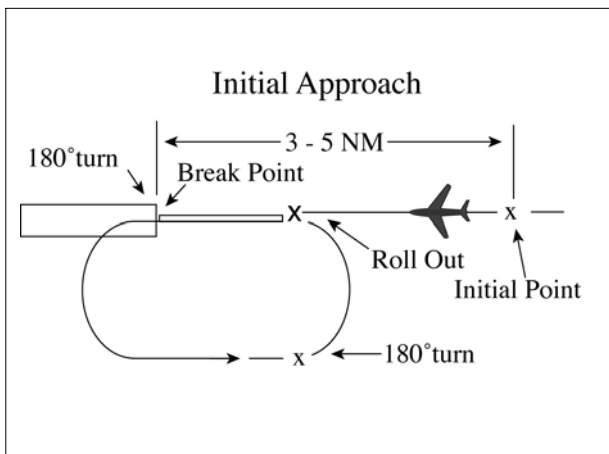 Initial Approach
3 - 5 NM
180°turn
Break Point
x
x
Roll Out
Initial Point
x
180°turn